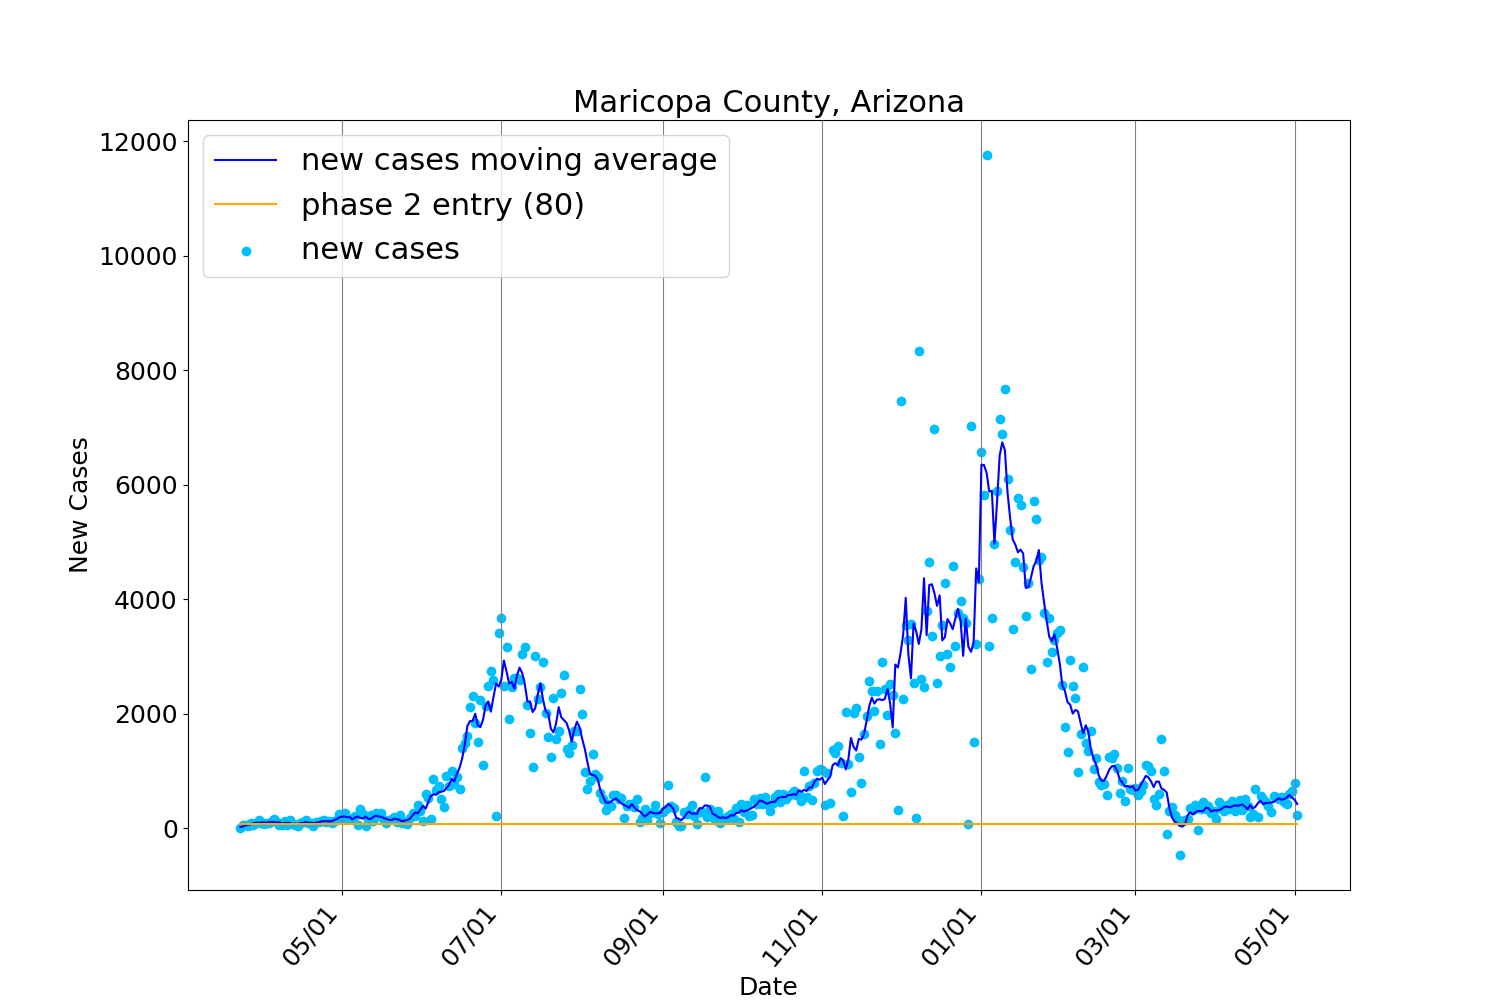 Maricopa County, Arizona
new cases moving average
phase 2 entry (80)
new cases
12000
10000
8000
6000
4000
2000
0
New Cases
05/01
07/01
09/01
11/01
01/01
03/01
05/01
Date